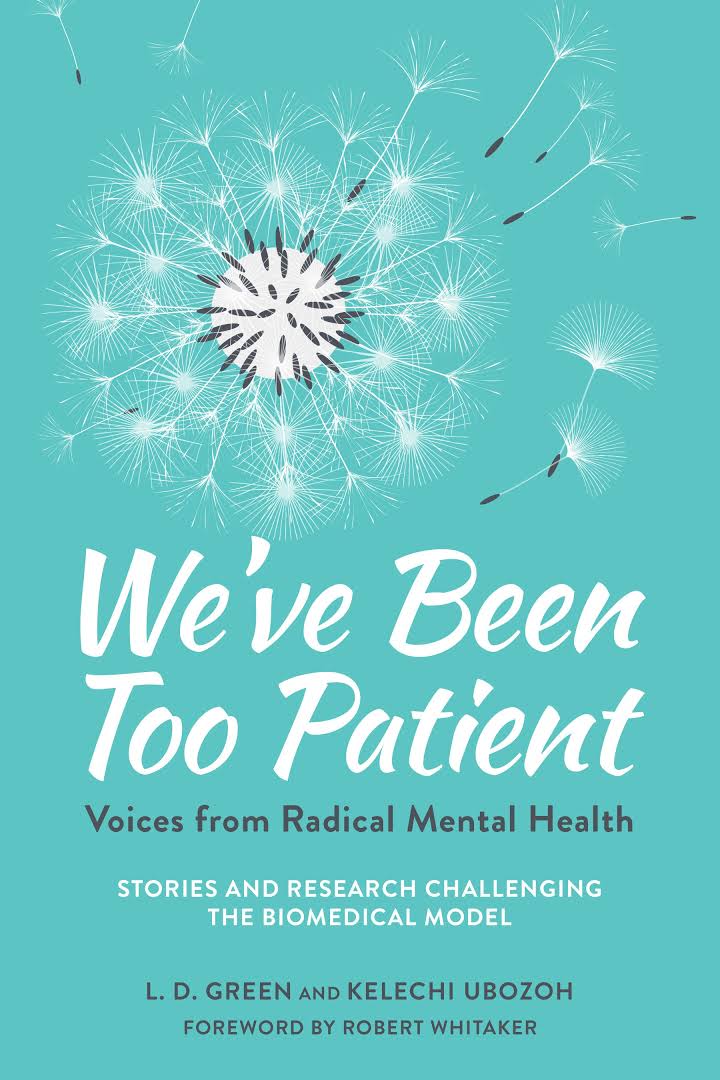 We've Been
Too Patient
Voices from Radical Mental Health
STORIES AND RESEARCH CHALLENGING
THE BIOMEDICAL MODEL
L. D. GREEN AND KELECHI UBOZOH
FOREWORD BY ROBERT WHITAKER